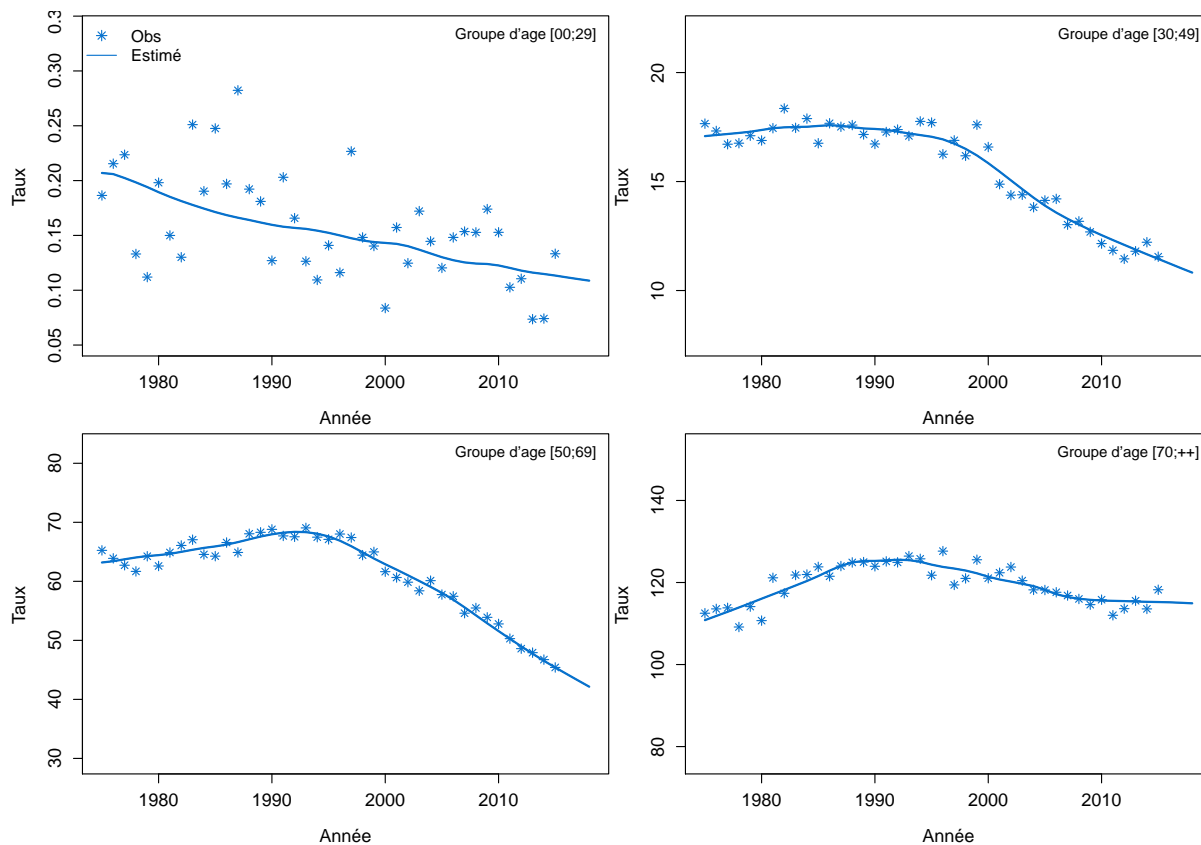 0.3
0.30
0.25
0.20
0.15
0.10
0.05
Taux
Obs
Estimé
Groupe d'age [00;29]
1980 1990 2000 2010
Année
20
15
10
Taux
Groupe d'age [30;49]
1980 1990 2000 2010
Année
80
70
60
50
40
30
Taux
Groupe d'age [50;69]
1980 1990 2000 2010
Année
140
120
100
80
Taux
Groupe d'age [70;++]
1980 1990 2000 2010
Année